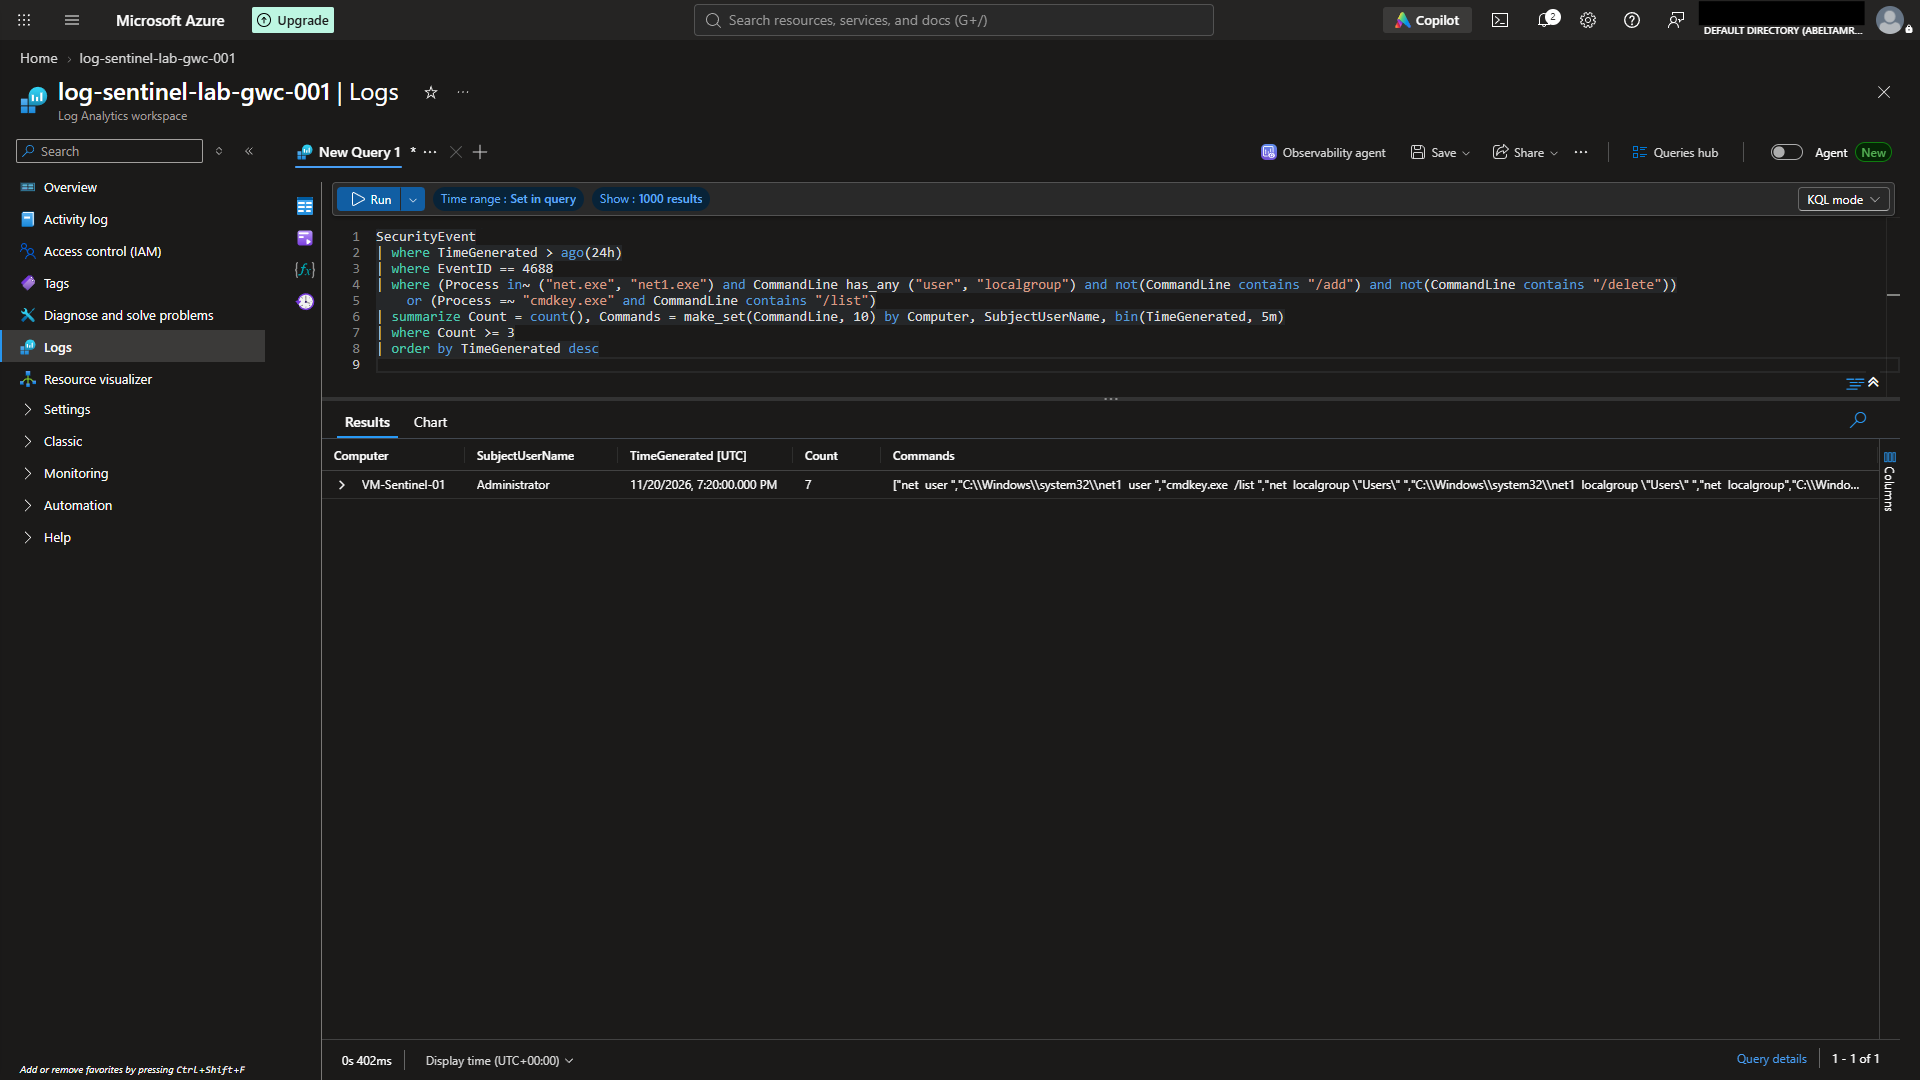 Microsoft Azure
Upgrade
Search resources, services, and docs (G+/)
Copilot
2
DEFAULT DIRECTORY (ABELTAMR...
Home > log-sentinel-lab-gwc-001
log-sentinel-lab-gwc-001 | Logs
Log Analytics workspace
Search
Overview
Activity log
Access control (IAM)
Tags
Diagnose and solve problems
Logs
Resource visualizer
Settings
Classic
Monitoring
Automation
Help
Add or remove favorites by pressing Ctrl+Shift+F
New Query 1 * ...
Observability agent
Save
Share
...
Queries hub
Agent New
Run
Time range : Set in query
Show : 1000 results
KQL mode
1 SecurityEvent
2 | where TimeGenerated > ago(24h)
3 | where EventID == 4688
4 | where (Process in~ ("net.exe", "net1.exe") and CommandLine has_any ("user", "localgroup") and not(CommandLine contains "/add") and not(CommandLine contains "/delete"))
5 or (Process =~ "cmdkey.exe" and CommandLine contains "/list")
6 | summarize Count = count(), Commands = make_set(CommandLine, 10) by Computer, SubjectUserName, bin(TimeGenerated, 5m)
7 | where Count >= 3
8 | order by TimeGenerated desc
9
Results
Chart
Computer SubjectUserName TimeGenerated [UTC] Count Commands
VM-Sentinel-01 Administrator 11/20/2026, 7:20:00.000 PM 7 ["net  user ","C:\\Windows\\system32\\net1  user ","cmdkey.exe  /list ","net  localgroup \"Users\" ","C:\\Windows\\system32\\net1  localgroup \"Users\" ","net  localgroup","C:\\Windo...
Columns
0s 402ms
Display time (UTC+00:00)
Query details
1 - 1 of 1